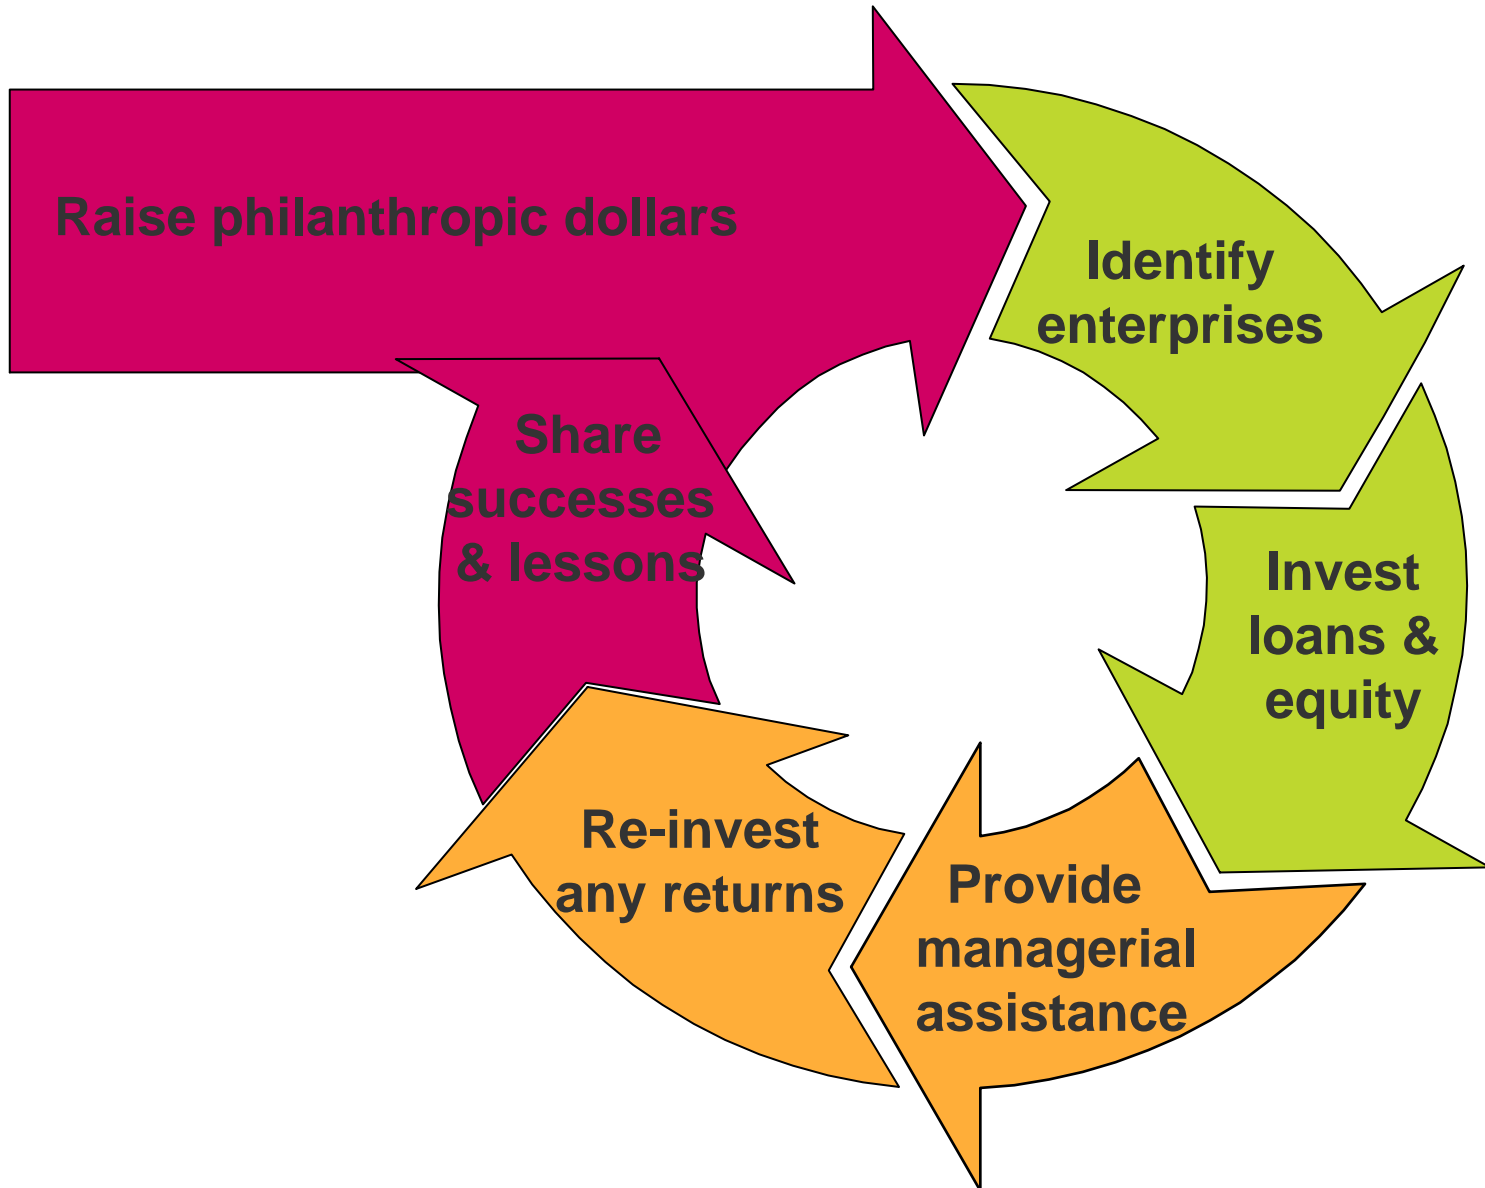 Raise philanthropic dollars
Identify
enterprises
Invest
loans &
equity
Provide
managerial
assistance
Re-invest
any returns
Share
successes
& lessons